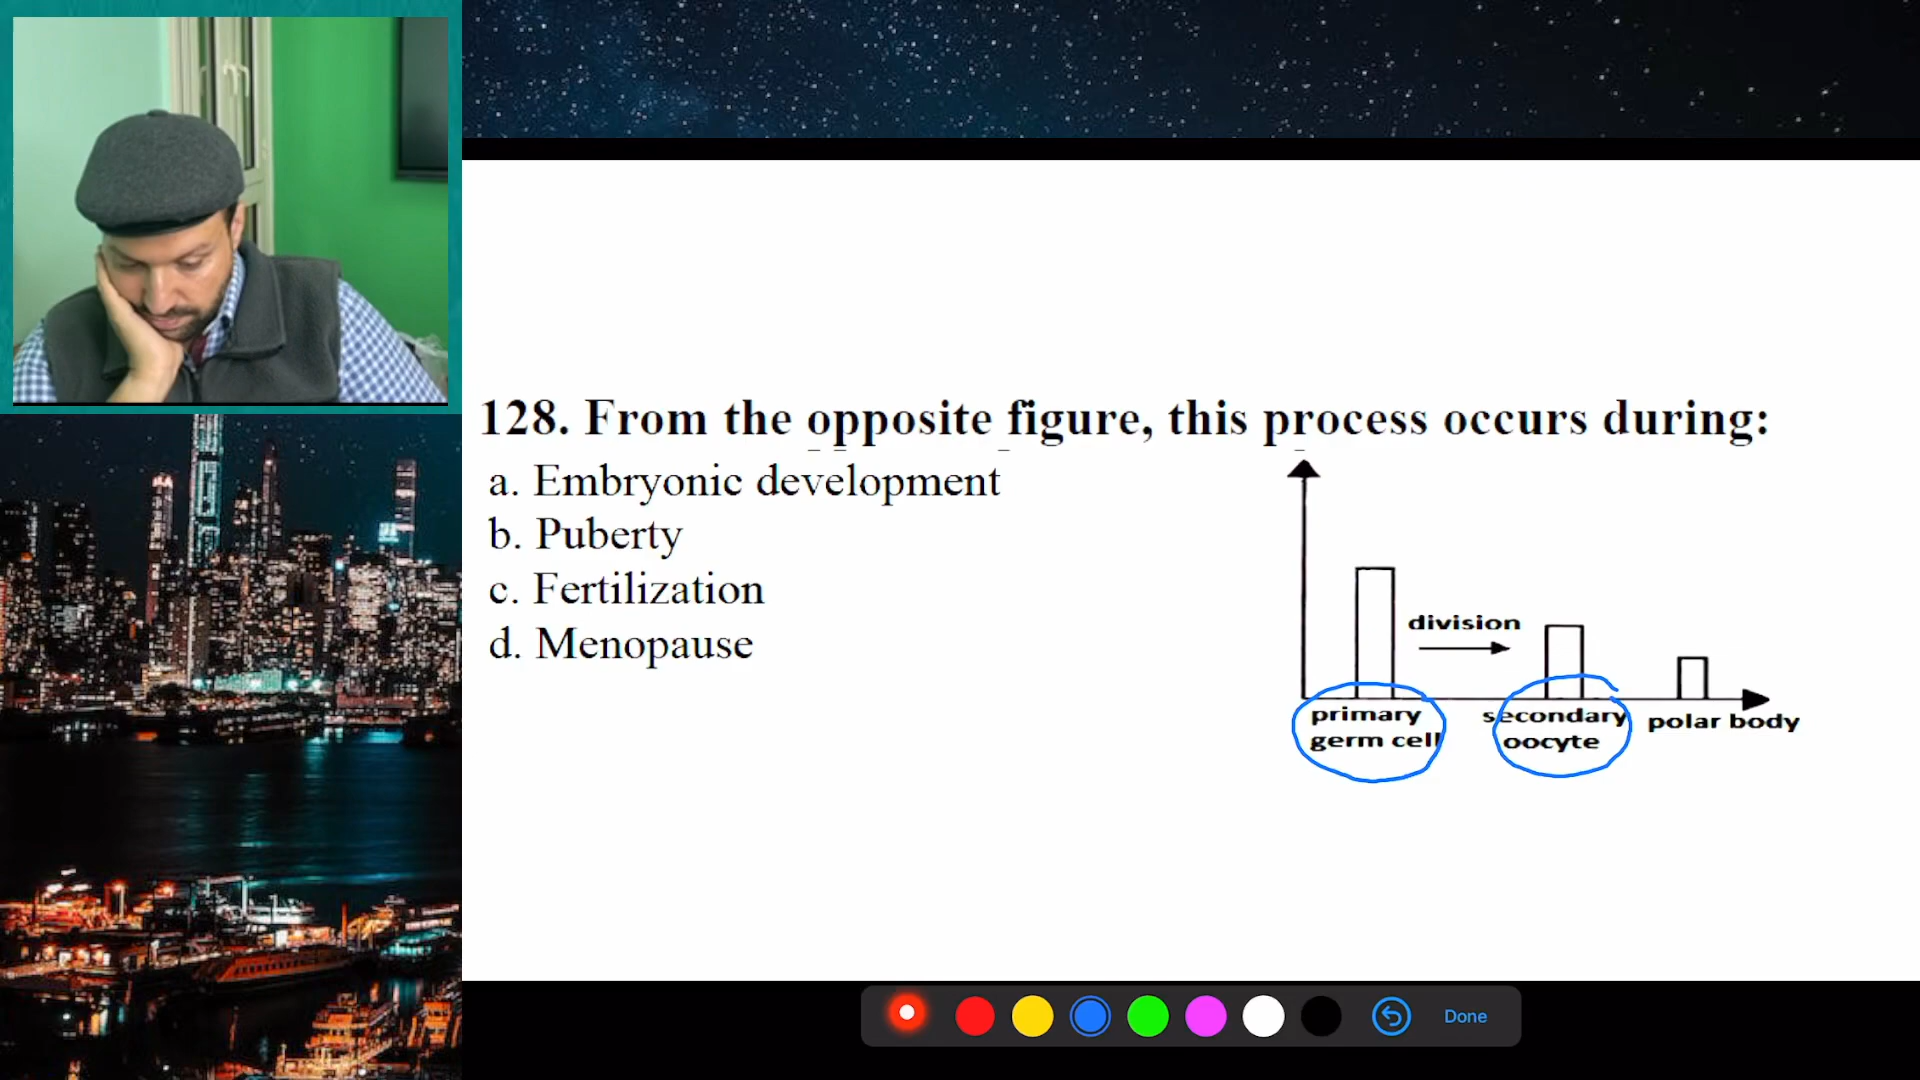 128. From the opposite figure, this process occurs during:
a. Embryonic development
b. Puberty
c. Fertilization
d. Menopause
division
primary
germ cell
secondary
oocyte
polar body
Done